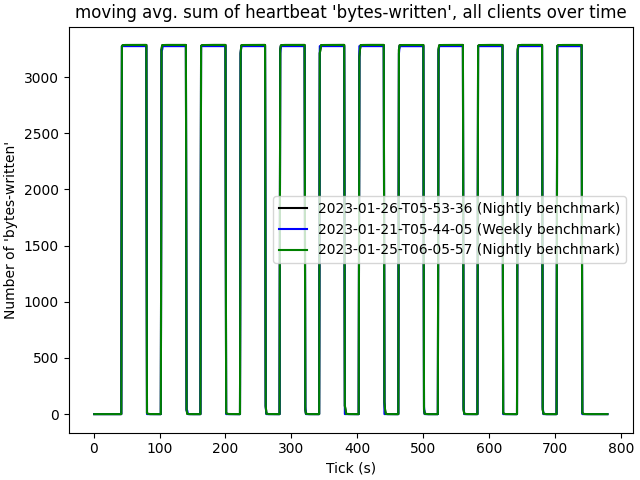 moving avg. sum of heartbeat 'bytes-written', all clients over time
Number of 'bytes-written'
3000
2500
2000
1500
1000
500
0
2023-01-26-T05-53-36 (Nightly benchmark)
2023-01-21-T05-44-05 (Weekly benchmark)
2023-01-25-T06-05-57 (Nightly benchmark)
0 100 200 300 400 500 600 700 800
Tick (s)